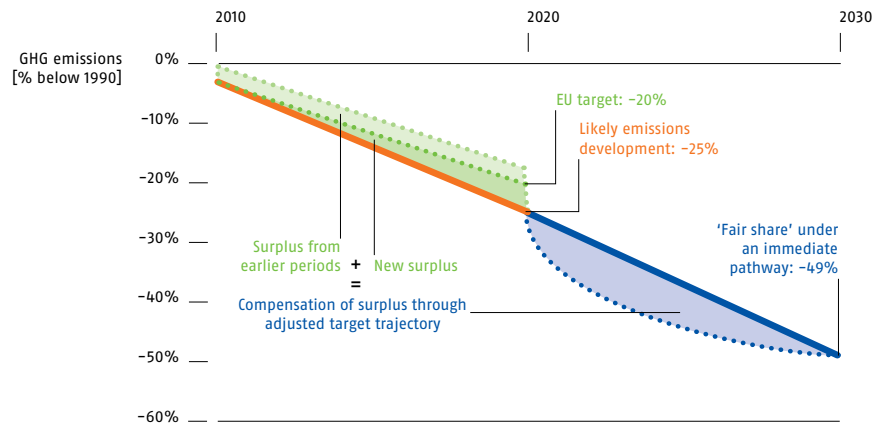 2010
2020
2030
GHG emissions
[% below 1990]
0%
-10%
-20%
-30%
-40%
-50%
-60%
EU target: -20%
Likely emissions
development: -25%
Surplus from
earlier periods
+
New surplus
=
Compensation of surplus through
adjusted target trajectory
‘Fair share’ under
an immediate
pathway: -49%